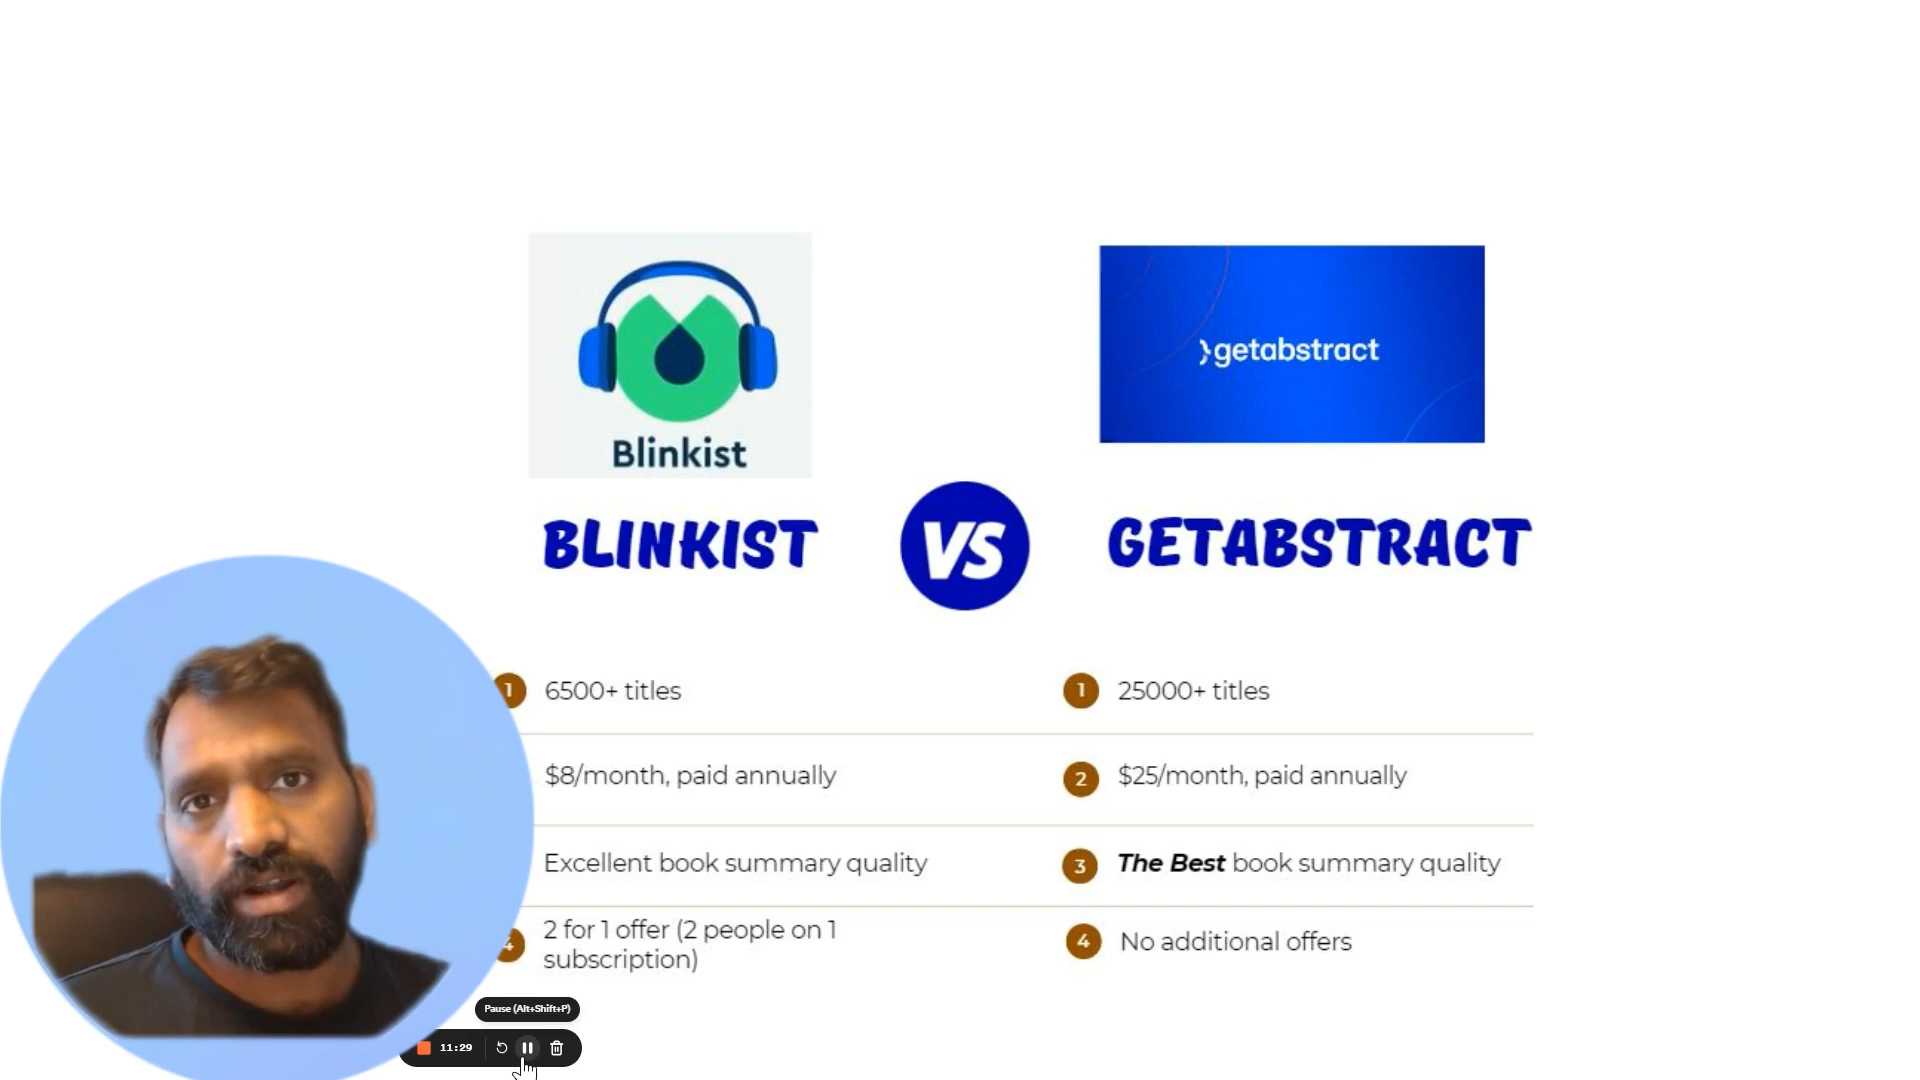 Blinkist
}getabstract
BLINKIST
VS
GETABSTRACT
1 6500+ titles
1 25000+ titles
$8/month, paid annually
2 $25/month, paid annually
Excellent book summary quality
3 The Best book summary quality
4 2 for 1 offer (2 people on 1
subscription)
4 No additional offers
Pause (Alt+Shift+P)
11:29